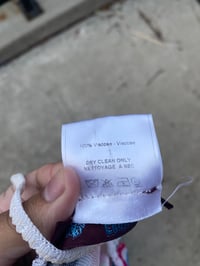 100% Viscose - Viscose
DRY CLEAN ONLY
NETTOYAGE A SEC